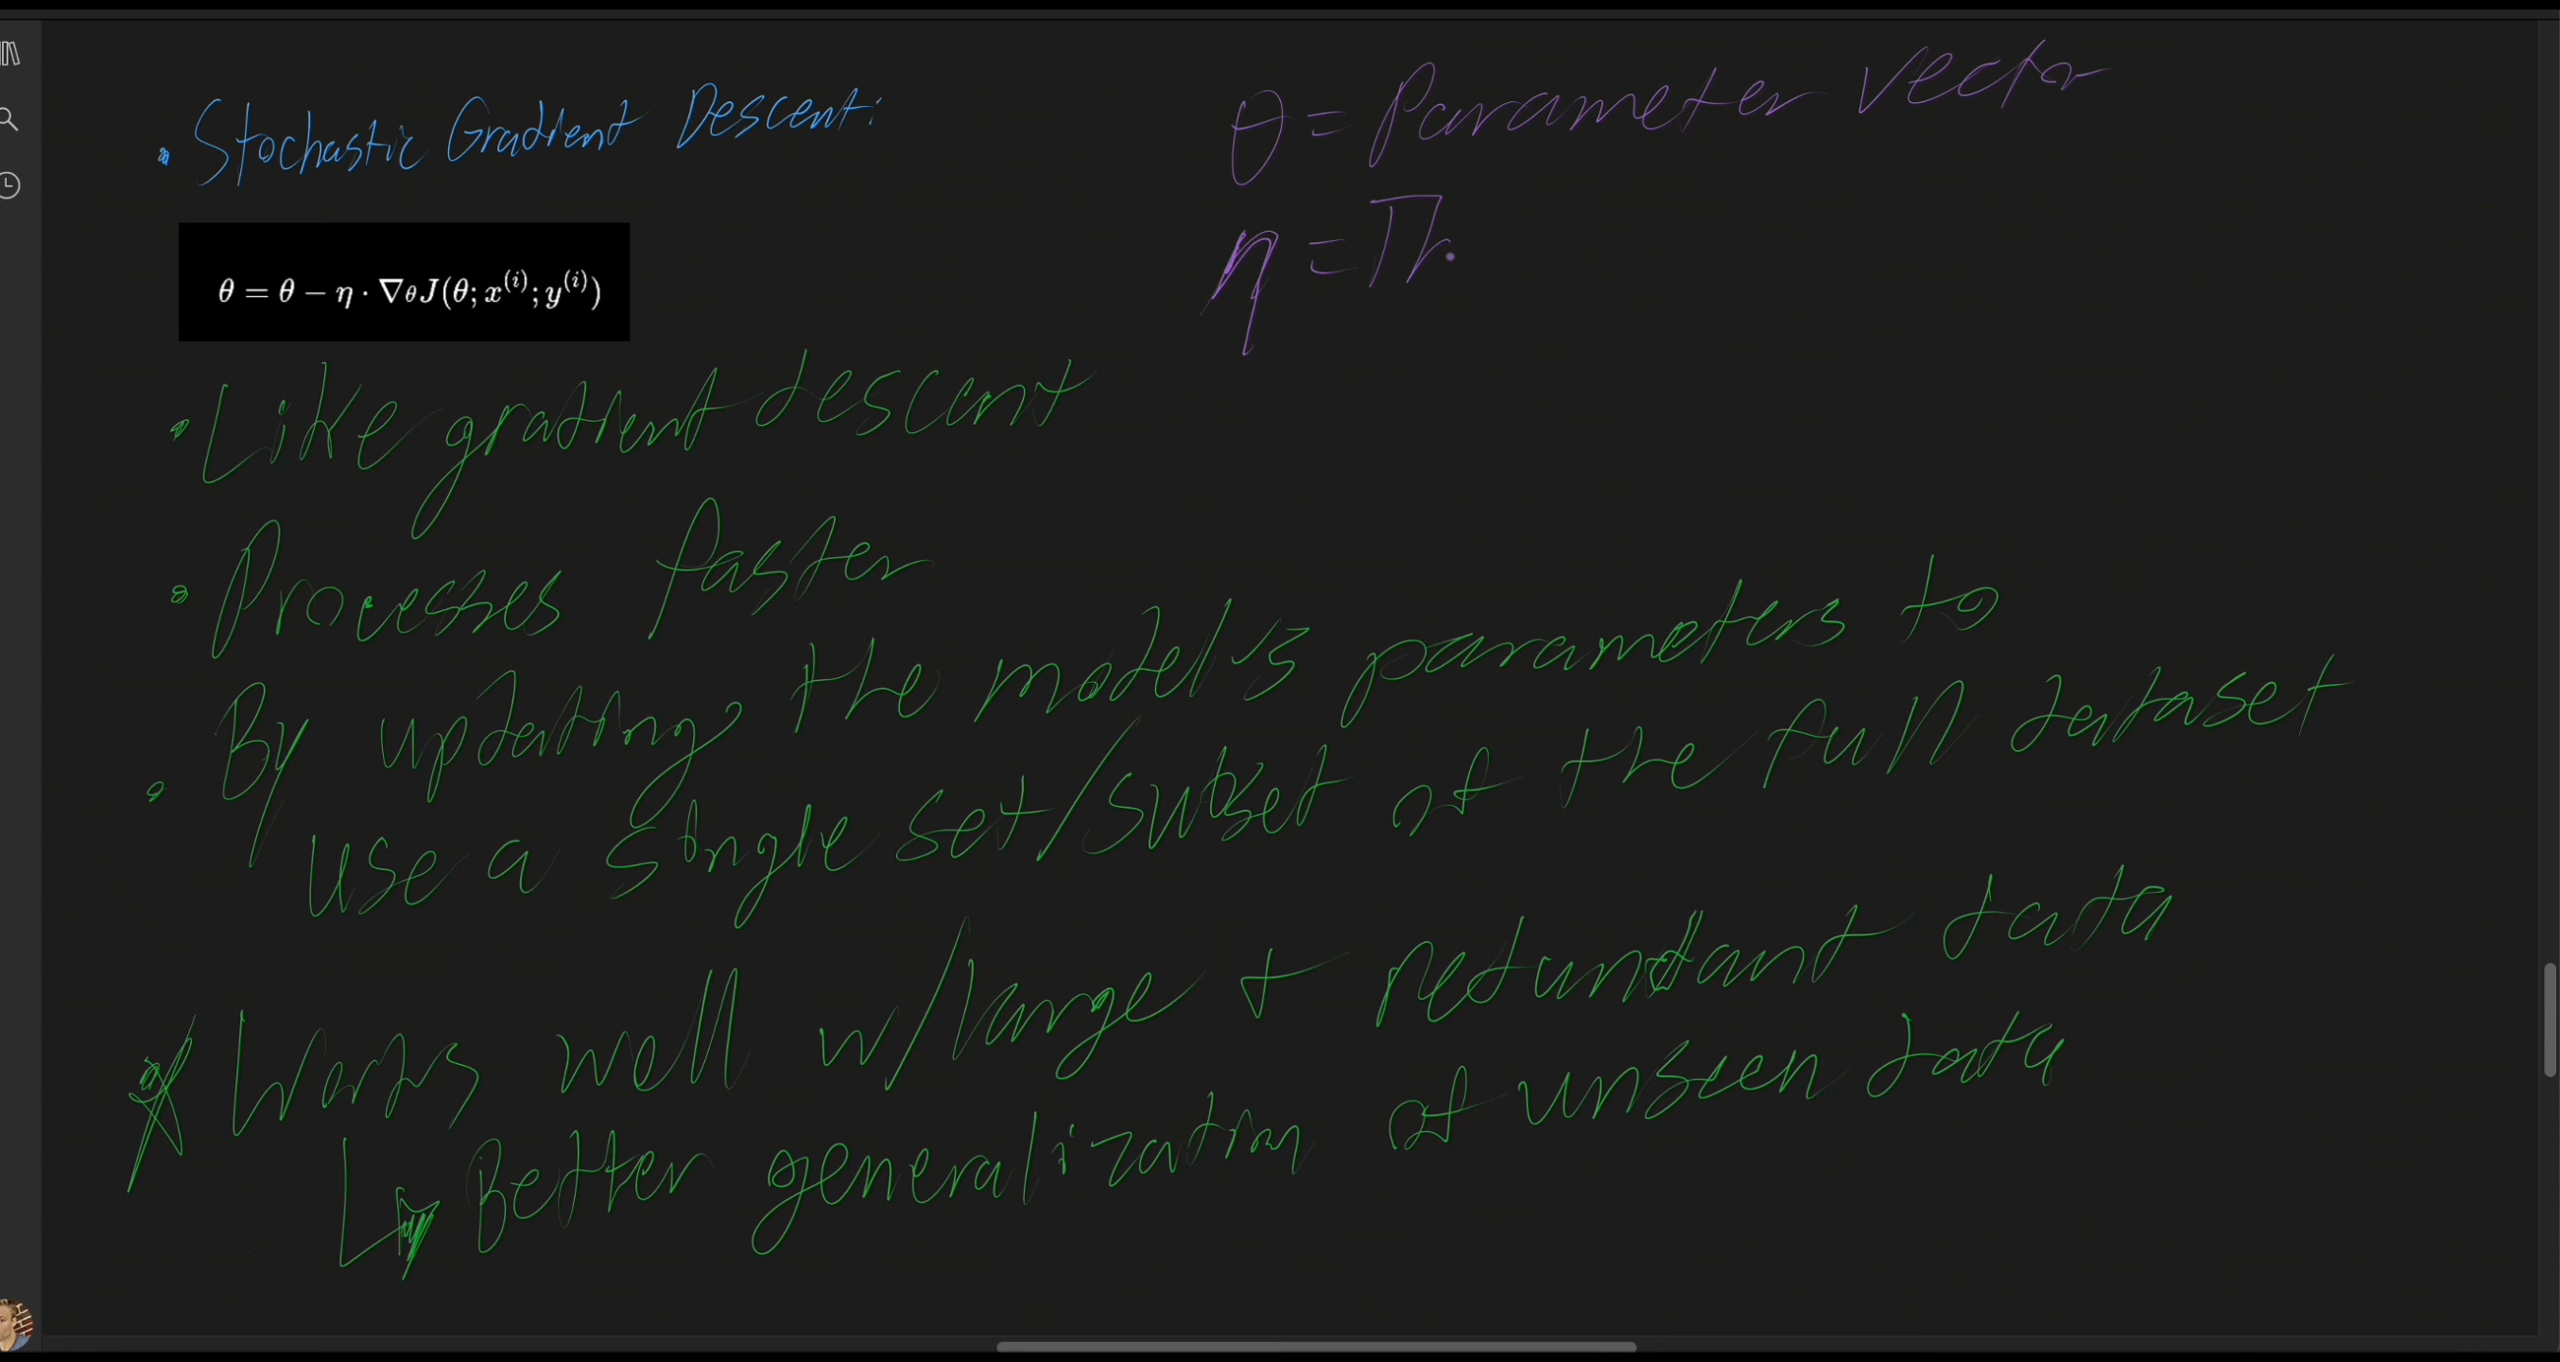 • Stochastic Gradient Descent:
θ = θ − η · ∇θJ(θ; x^(i); y^(i))
θ = Parameter vector
η =
• Like gradient descent
• Processes faster
• By updating the model's parameters to
use a single set/subset of the full dataset
* Works well w/large + redundant data
↳ Better generalization of unseen data